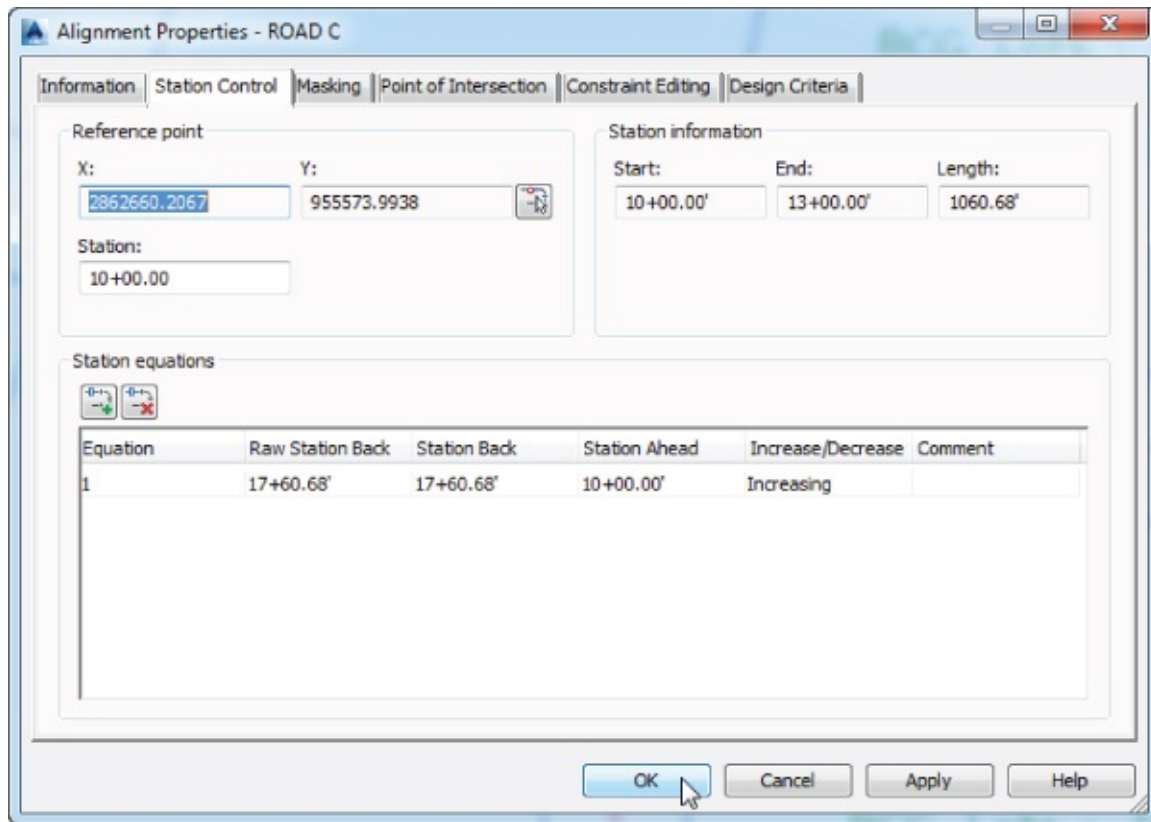 Alignment Properties - ROAD C
Information Station Control Masking Point of Intersection Constraint Editing Design Criteria
Reference point
X: Y:
2862660.2067 955573.9938
Station:
10+00.00
Station information
Start: End: Length:
10+00.00' 13+00.00' 1060.68'
Station equations
Equation Raw Station Back Station Back Station Ahead Increase/Decrease Comment
1 17+60.68' 17+60.68' 10+00.00' Increasing
OK Cancel Apply Help